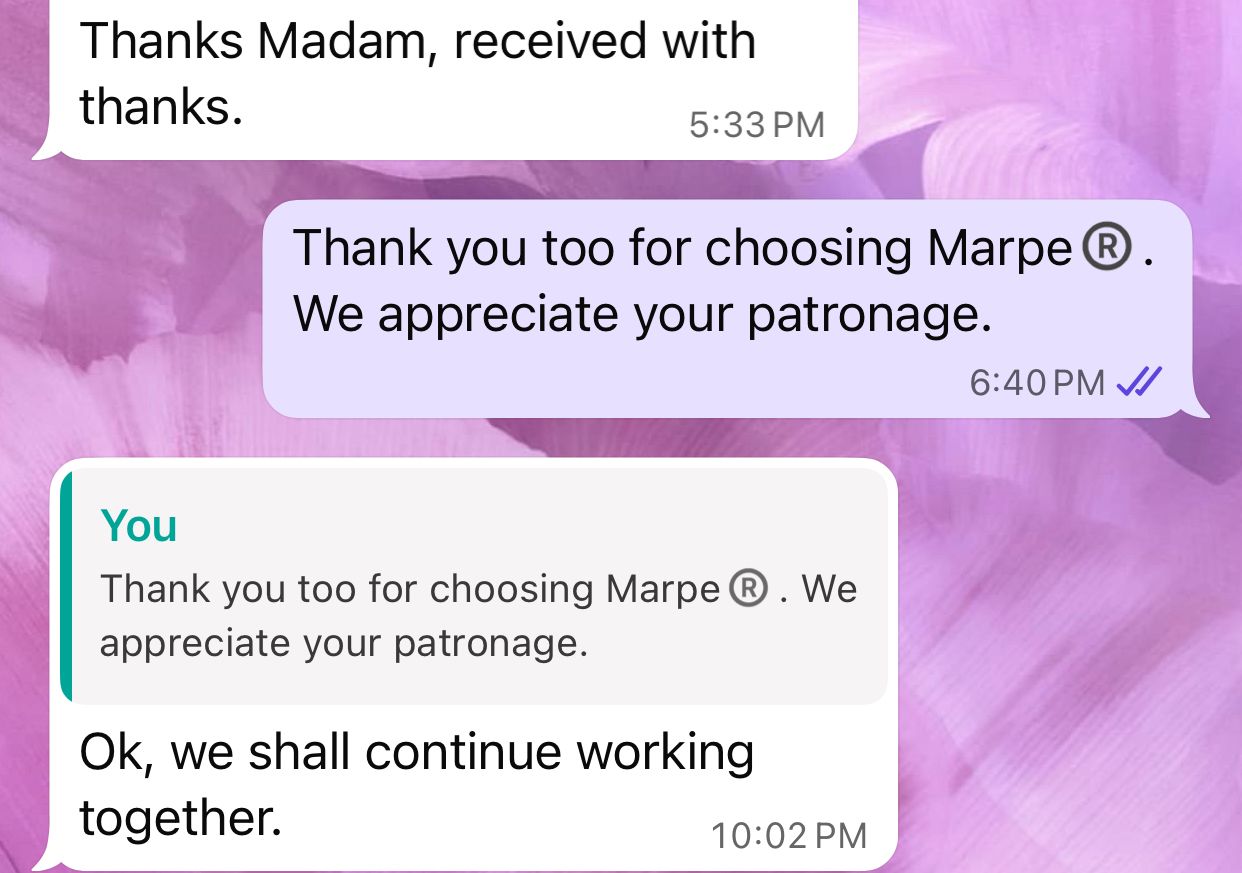 Thanks Madam, received with
thanks.
5:33 PM
Thank you too for choosing Marpe®️.
We appreciate your patronage.
6:40 PM
You
Thank you too for choosing Marpe®️. We
appreciate your patronage.
Ok, we shall continue working
together.
10:02 PM